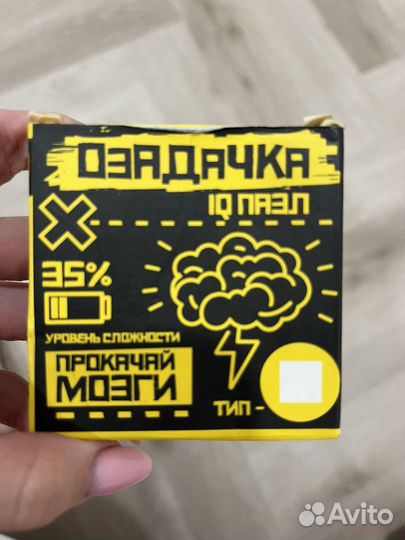 ОЗАДАЧКА
IQ ПАЗЛ
35%
УРОВЕНЬ СЛОЖНОСТИ
ПРОКАЧАЙ
МОЗГИ
ТИП -
Avito